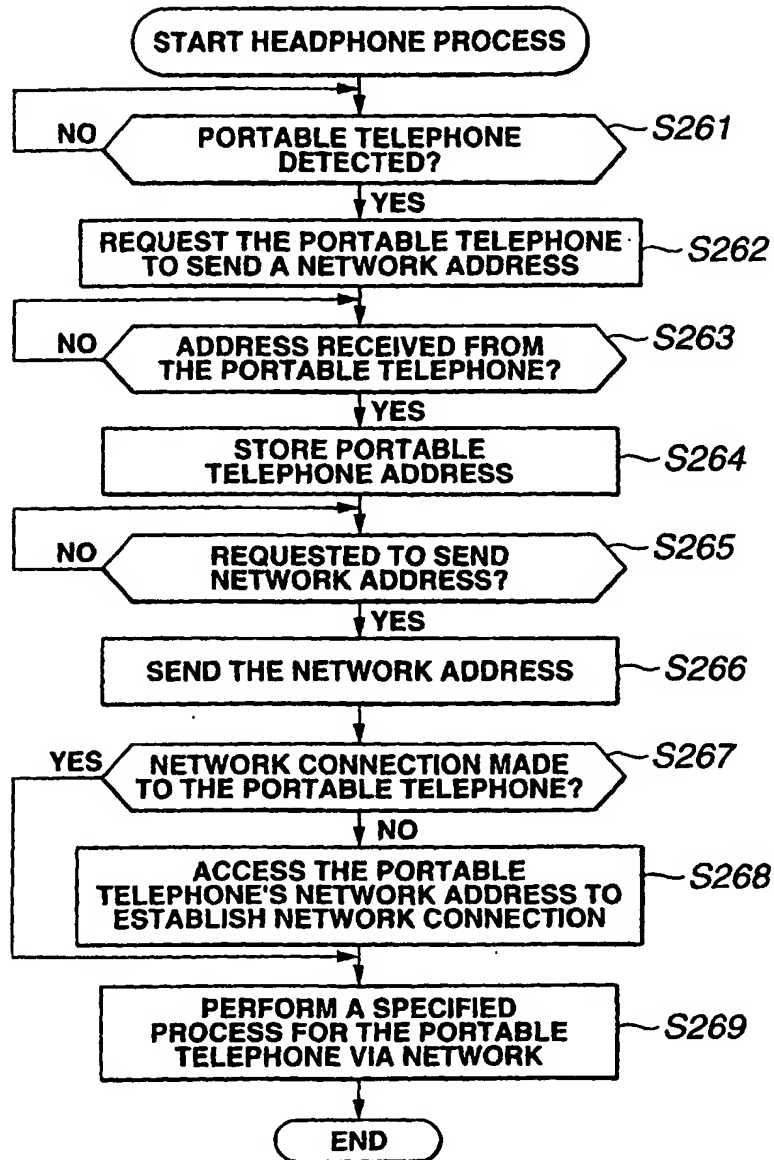 START HEADPHONE PROCESS
NO
PORTABLE TELEPHONE
DETECTED?
S261
YES
REQUEST THE PORTABLE TELEPHONE
TO SEND A NETWORK ADDRESS
S262
NO
ADDRESS RECEIVED FROM
THE PORTABLE TELEPHONE?
S263
YES
STORE PORTABLE
TELEPHONE ADDRESS
S264
NO
REQUESTED TO SEND
NETWORK ADDRESS?
S265
YES
SEND THE NETWORK ADDRESS
S266
YES
NETWORK CONNECTION MADE
TO THE PORTABLE TELEPHONE?
S267
NO
ACCESS THE PORTABLE
TELEPHONE'S NETWORK ADDRESS TO
ESTABLISH NETWORK CONNECTION
S268
PERFORM A SPECIFIED
PROCESS FOR THE PORTABLE
TELEPHONE VIA NETWORK
S269
END